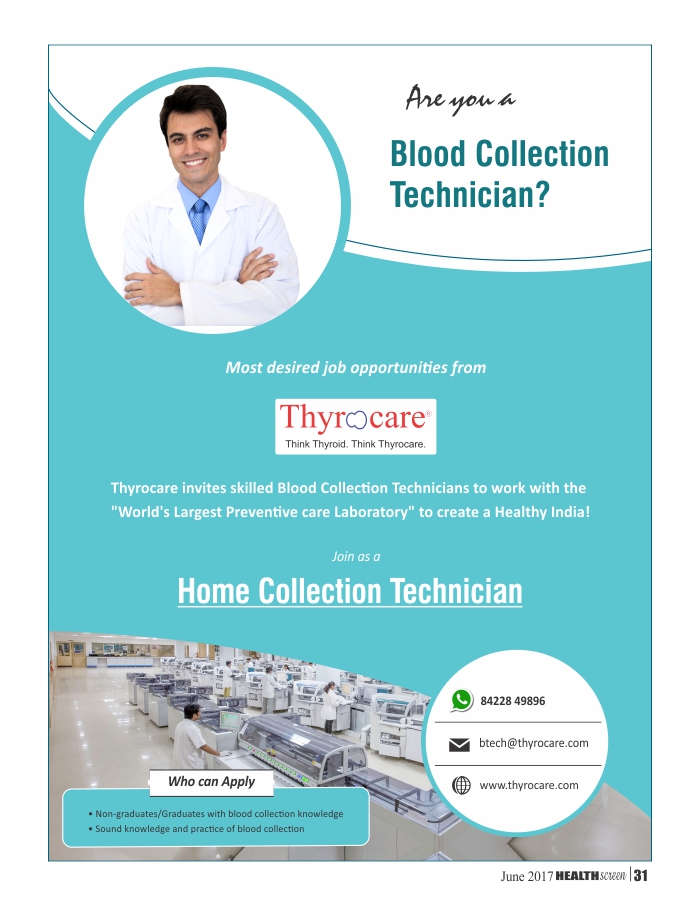 Are you a
Blood Collection
Technician?
Most desired job opportunities from
Thyrocare®
Think Thyroid. Think Thyrocare.
Thyrocare invites skilled Blood Collection Technicians to work with the
"World's Largest Preventive care Laboratory" to create a Healthy India!
Join as a
Home Collection Technician
84228 49896
btech@thyrocare.com
www.thyrocare.com
Who can Apply
• Non-graduates/Graduates with blood collection knowledge
• Sound knowledge and practice of blood collection
June 2017 HEALTHscreen 31